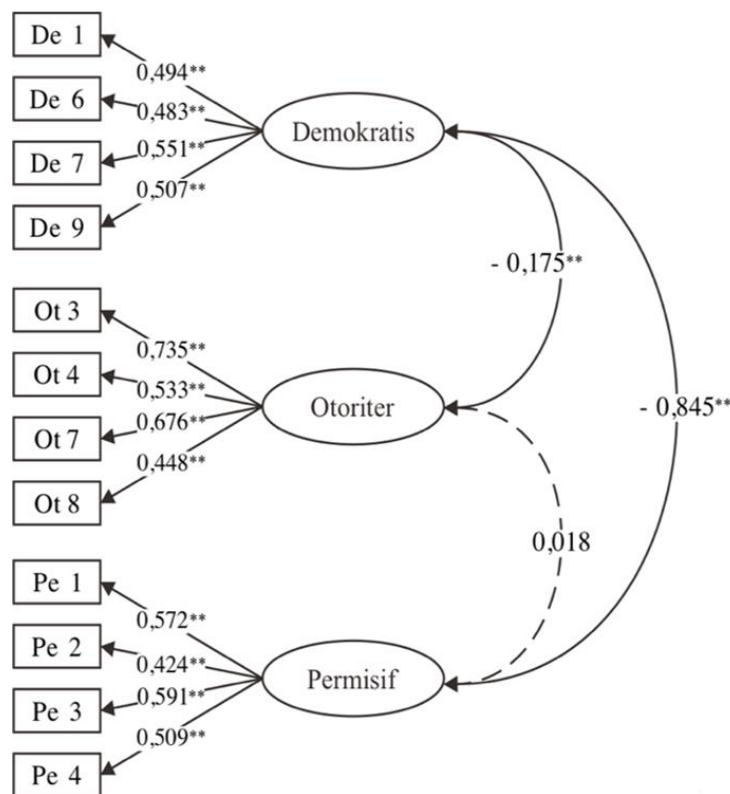 De 1
De 6
De 7
De 9
0,494**
0,483**
0,551**
0,507**
Demokratis
- 0,175**
Ot 3
Ot 4
Ot 7
Ot 8
0,735**
0,533**
0,676**
0,448**
Otoriter
- 0,845**
0,018
Pe 1
Pe 2
Pe 3
Pe 4
0,572**
0,424**
0,591**
0,509**
Permisif